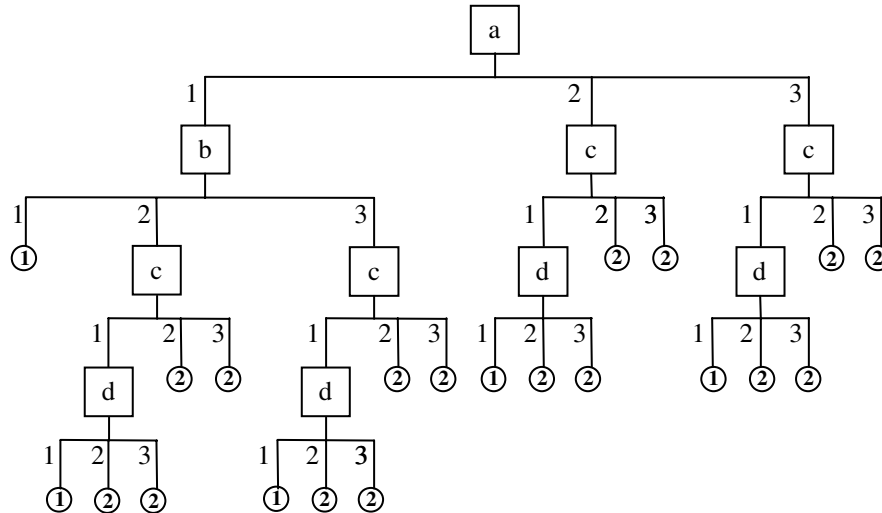 a
1 2 3
b c c
1 2 3 1 2 3 1 2 3
1 c c d 2 2 d 2 2
1 2 3 1 2 3 1 2 3 1 2 3
d 2 2 d 2 2 1 2 2 1 2 2
1 2 3 1 2 3
1 2 2 1 2 2